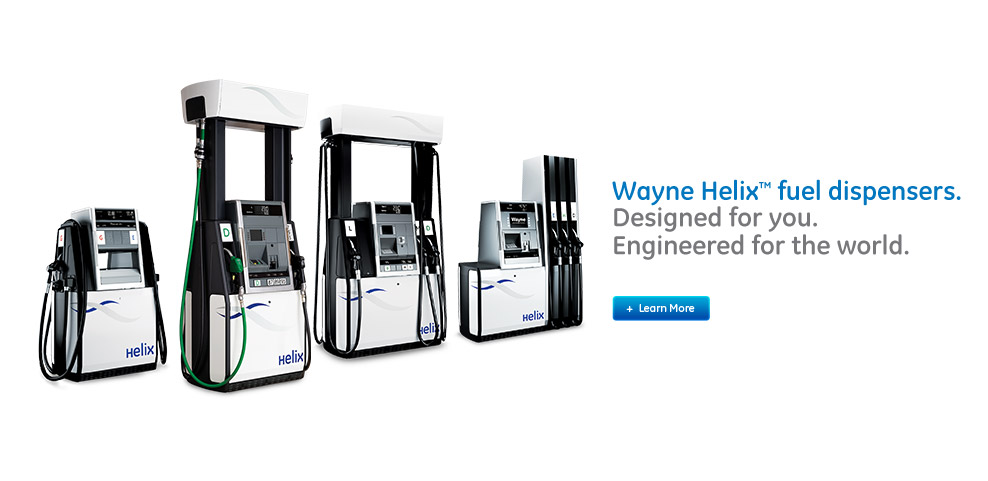 Wayne Helix™ fuel dispensers.
Designed for you.
Engineered for the world.
+ Learn More
Helix
D
Helix
L
D
Helix
Wayne
Helix